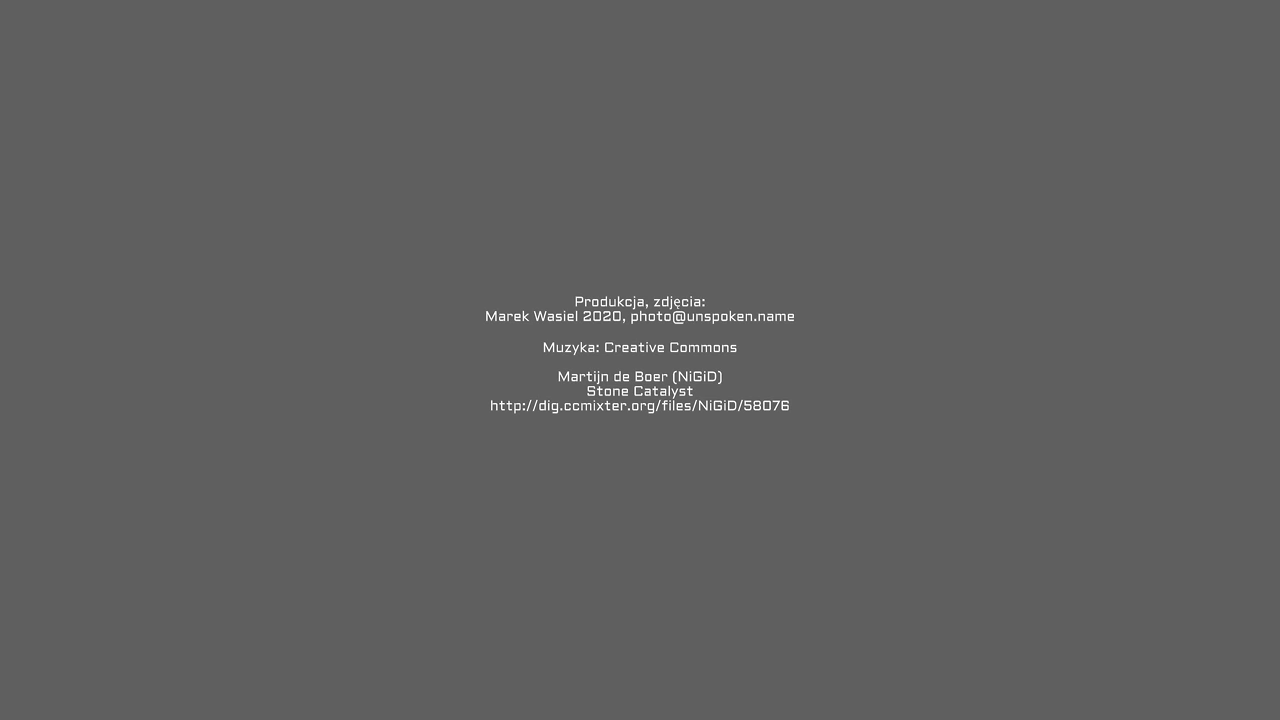 Produkcja, zdjęcia:
Marek Wasiel 2020, photo@unspoken.name
Muzyka: Creative Commons
Martijn de Boer (NiGiD)
Stone Catalyst
http://dig.ccmixter.org/files/NiGiD/58076